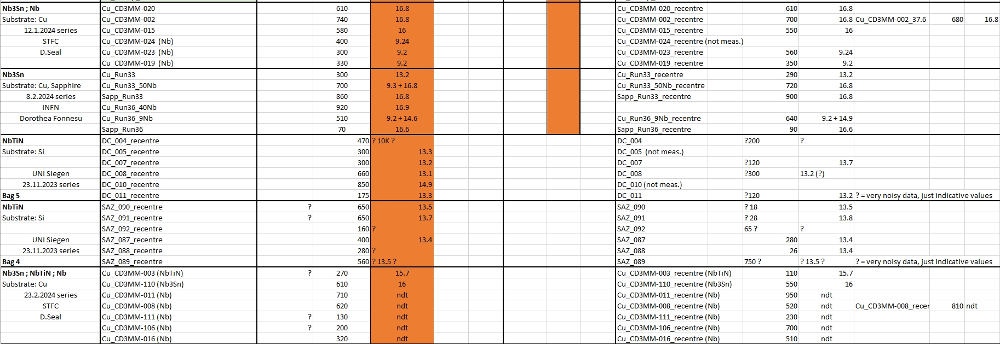 Nb3Sn ; Nb Cu_CD3MM-020 610 16.8 Cu_CD3MM-020_recentre 610 16.8
Substrate: Cu Cu_CD3MM-002 740 16.8 Cu_CD3MM-002_recentre 700 16.8 Cu_CD3MM-002_37.6 680 16.8
12.1.2024 series Cu_CD3MM-015 580 16 Cu_CD3MM-015_recentre 550 16
STFC Cu_CD3MM-024 (Nb) 400 9.24 Cu_CD3MM-024_recentre (not meas.)
D.Seal Cu_CD3MM-023 (Nb) 300 9.2 Cu_CD3MM-023_recentre 560 9.24
Cu_CD3MM-019 (Nb) 330 9.2 Cu_CD3MM-019_recentre 350 9.2
Nb3Sn Cu_Run33 300 13.2 Cu_Run33_recentre 290 13.2
Substrate: Cu, Sapphire Cu_Run33_50Nb 700 9.3 + 16.8 Cu_Run33_50Nb_recentre 720 16.8
8.2.2024 series Sapp_Run33 860 16.8 Sapp_Run33_recentre 900 16.8
INFN Cu_Run36_40Nb 920 16.9
Dorothea Fonnesu Cu_Run36_9Nb 510 9.2 + 14.6 Cu_Run36_9Nb_recentre 640 9.2 + 14.9
Sapp_Run36 70 16.6 Sapp_Run36_recentre 90 16.6
NbTiN DC_004_recentre 470 ? 10K ? DC_004 ?200 ?
Substrate: Si DC_005_recentre 300 13.3 DC_005 (not meas.)
DC_007_recentre 300 13.2 DC_007 ?120 13.7
UNI Siegen DC_008_recentre 660 13.1 DC_008 ?300 13.2 (?)
23.11.2023 series DC_010_recentre 850 14.9 DC_010 (not meas.)
Bag 5 DC_011_recentre 175 13.3 DC_011 ?120 13.2 ? = very noisy data, just indicative values
NbTiN SAZ_090_recentre ? 650 13.5 SAZ_090 ? 18 13.5
Substrate: Si SAZ_091_recentre ? 650 13.7 SAZ_091 ? 28 13.8
SAZ_092_recentre 160 ? SAZ_092 65 ? ?
UNI Siegen SAZ_087_recentre 400 13.4 SAZ_087 280 13.4
23.11.2023 series SAZ_088_recentre 280 ? SAZ_088 26 13.4
Bag 4 SAZ_089_recentre 560 ? 13.5 ? SAZ_089 750 ? ? 13.5 ? ? = very noisy data, just indicative values
Nb3Sn ; NbTiN ; Nb Cu_CD3MM-003 (NbTiN) ? 270 15.7 Cu_CD3MM-003_recentre (NbTiN) 110 15.7
Substrate: Cu Cu_CD3MM-110 (Nb3Sn) 610 16 Cu_CD3MM-110_recentre (Nb3Sn) 550 16
23.2.2024 series Cu_CD3MM-011 (Nb) 710 ndt Cu_CD3MM-011_recentre (Nb) 950 ndt
STFC Cu_CD3MM-008 (Nb) 620 ndt Cu_CD3MM-008_recentre (Nb) 520 ndt Cu_CD3MM-008_recer 810 ndt
D.Seal Cu_CD3MM-111 (Nb) ? 130 ndt Cu_CD3MM-111_recentre (Nb) 230 ndt
Cu_CD3MM-106 (Nb) ? 200 ndt Cu_CD3MM-106_recentre (Nb) 700 ndt
Cu_CD3MM-016 (Nb) 320 ndt Cu_CD3MM-016_recentre (Nb) 510 ndt